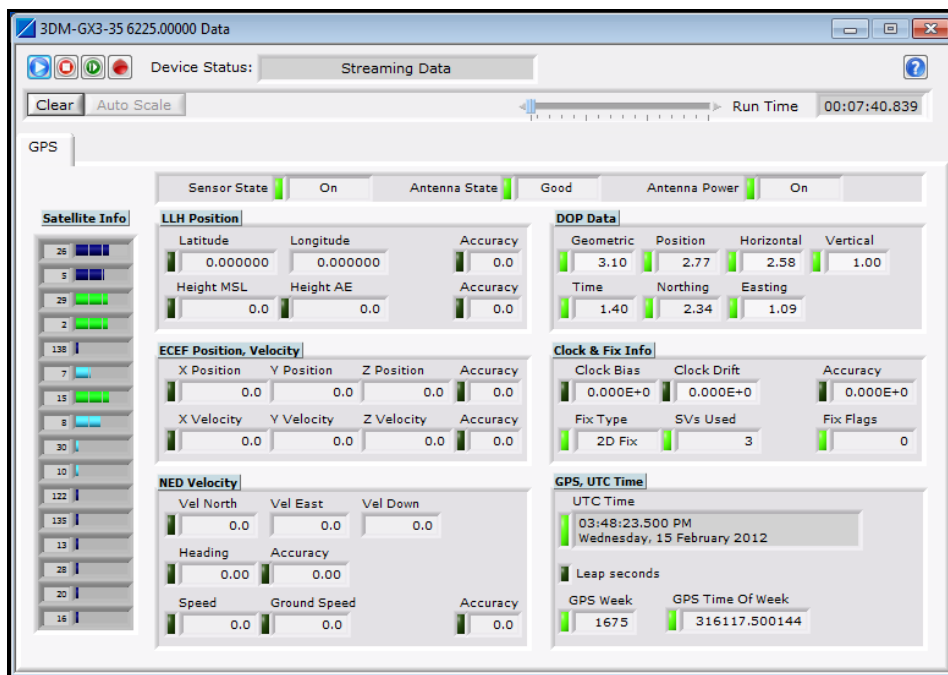 3DM-GX3-35 6225.00000 Data
Device Status: Streaming Data
Clear Auto Scale Run Time 00:07:40.839
GPS
Sensor State On Antenna State Good Antenna Power On
Satellite Info
26
5
29
2
138
7
15
8
30
10
122
135
13
28
20
16
LLH Position
Latitude Longitude Accuracy
0.000000 0.000000 0.0
Height MSL Height AE Accuracy
0.0 0.0 0.0
ECEF Position, Velocity
X Position Y Position Z Position Accuracy
0.0 0.0 0.0 0.0
X Velocity Y Velocity Z Velocity Accuracy
0.0 0.0 0.0 0.0
NED Velocity
Vel North Vel East Vel Down
0.0 0.0 0.0
Heading Accuracy
0.00 0.00
Speed Ground Speed Accuracy
0.0 0.0 0.0
DOP Data
Geometric Position Horizontal Vertical
3.10 2.77 2.58 1.00
Time Northing Easting
1.40 2.34 1.09
Clock & Fix Info
Clock Bias Clock Drift Accuracy
0.000E+0 0.000E+0 0.000E+0
Fix Type SVs Used Fix Flags
2D Fix 3 0
GPS, UTC Time
UTC Time
03:48:23.500 PM
Wednesday, 15 February 2012
Leap seconds
GPS Week GPS Time Of Week
1675 316117.500144